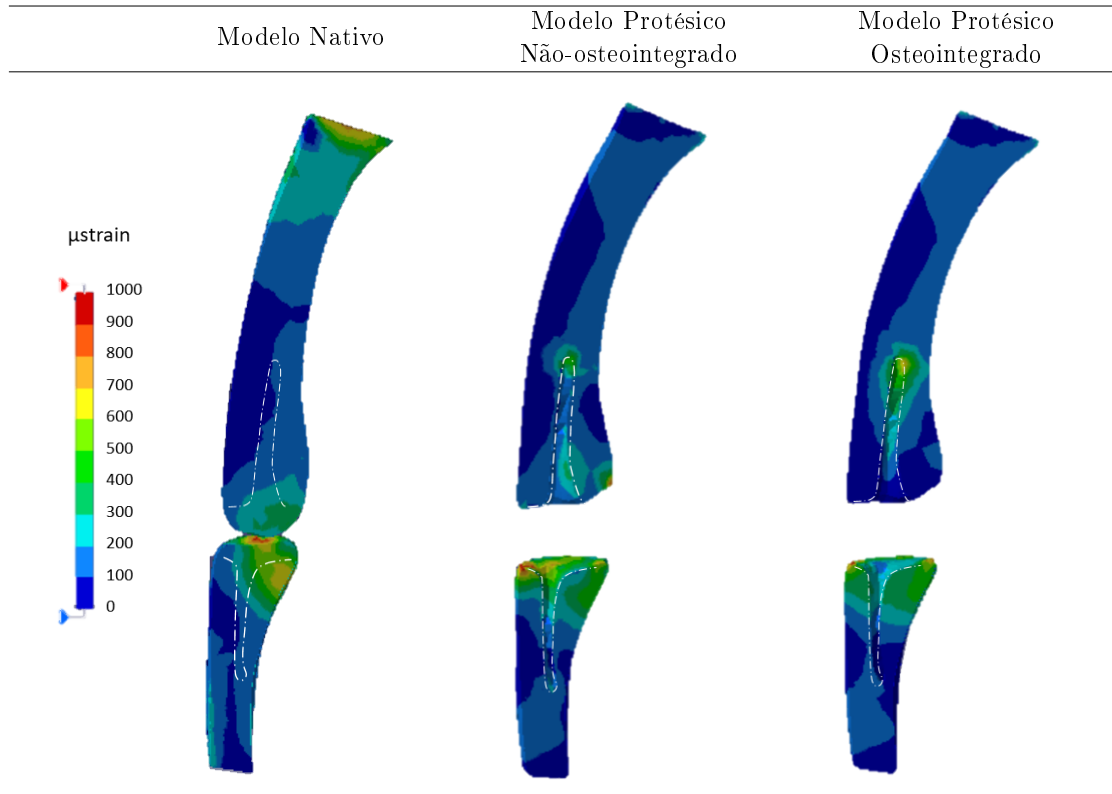 Modelo Nativo
Modelo Protésico
Não-osteointegrado
Modelo Protésico
Osteointegrado
µstrain
1000
900
800
700
600
500
400
300
200
100
0